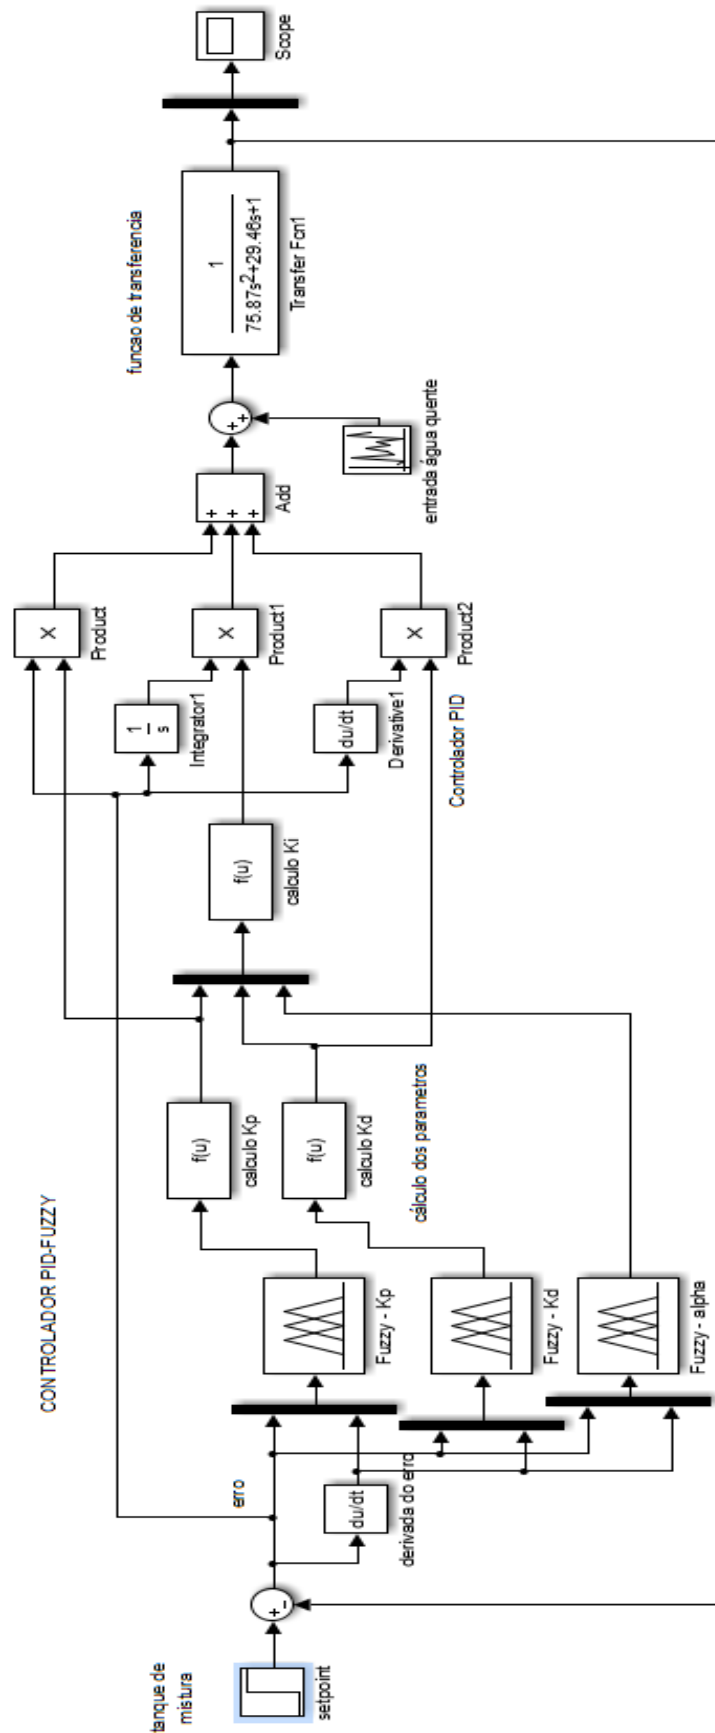 CONTROLADOR PID-FUZZY
tanque de
mistura
setpoint
+
-
erro
du/dt
derivada do erro
Fuzzy - Kp
Fuzzy - Kd
Fuzzy - alpha
f(u)
calculo Kp
f(u)
calculo Kd
cálculo dos parametros
f(u)
calculo Ki
1
s
Integrator1
du/dt
Derivative1
Controlador PID
X
Product
X
Product1
X
Product2
+
+
+
Add
+
+
entrada água quente
funcao de transferencia
1
75.87s2+29.46s+1
Transfer Fcn1
Scope